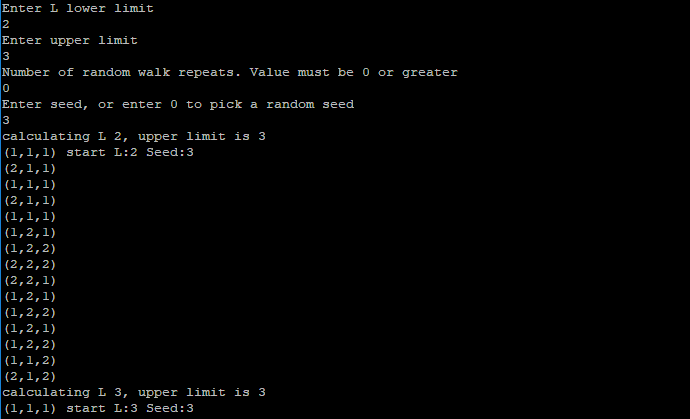 Enter L lower limit
2
Enter upper limit
3
Number of random walk repeats. Value must be 0 or greater
0
Enter seed, or enter 0 to pick a random seed
3
calculating L 2, upper limit is 3
(1,1,1) start L:2 Seed:3
(2,1,1)
(1,1,1)
(2,1,1)
(1,1,1)
(1,2,1)
(1,2,2)
(2,2,2)
(2,2,1)
(1,2,1)
(1,2,2)
(1,2,1)
(1,2,2)
(1,1,2)
(2,1,2)
calculating L 3, upper limit is 3
(1,1,1) start L:3 Seed:3